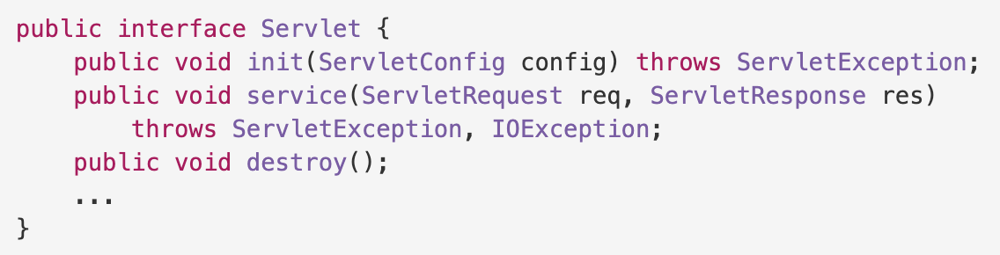 public interface Servlet {
    public void init(ServletConfig config) throws ServletException;
    public void service(ServletRequest req, ServletResponse res)
        throws ServletException, IOException;
    public void destroy();
    ...
}